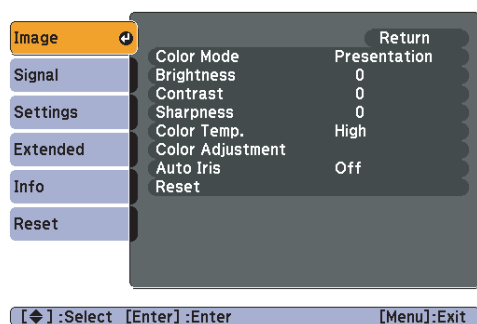 Image
Signal
Settings
Extended
Info
Reset
Return
Color Mode Presentation
Brightness 0
Contrast 0
Sharpness 0
Color Temp. High
Color Adjustment
Auto Iris Off
Reset
[◆] :Select [Enter] :Enter [Menu]:Exit